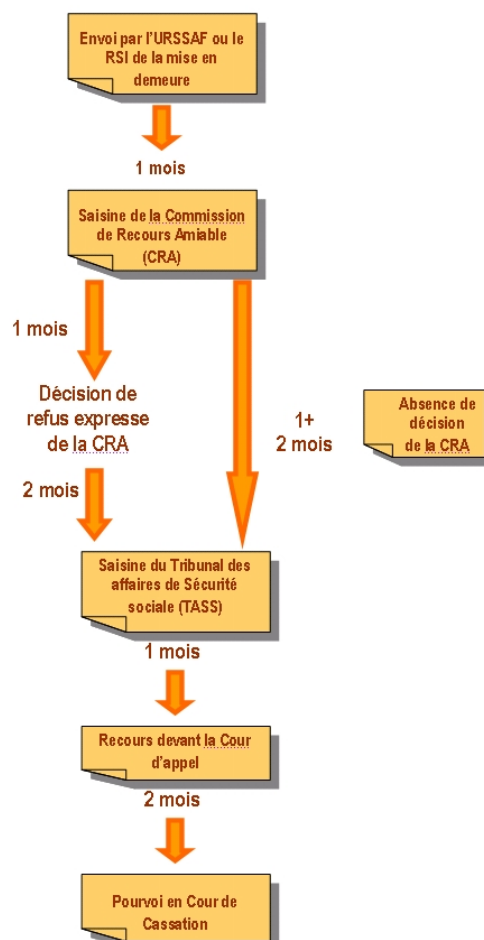 Envoi par l'URSSAF ou le
RSI de la mise en
demeure
1 mois
Saisine de la Commission
de Recours Amiable
(CRA)
1 mois
Décision de
refus expresse
de la CRA
2 mois
1+
2 mois
Absence de
décision
de la CRA
Saisine du Tribunal des
affaires de Sécurité
sociale (TASS)
1 mois
Recours devant la Cour
d'appel
2 mois
Pourvoi en Cour de
Cassation